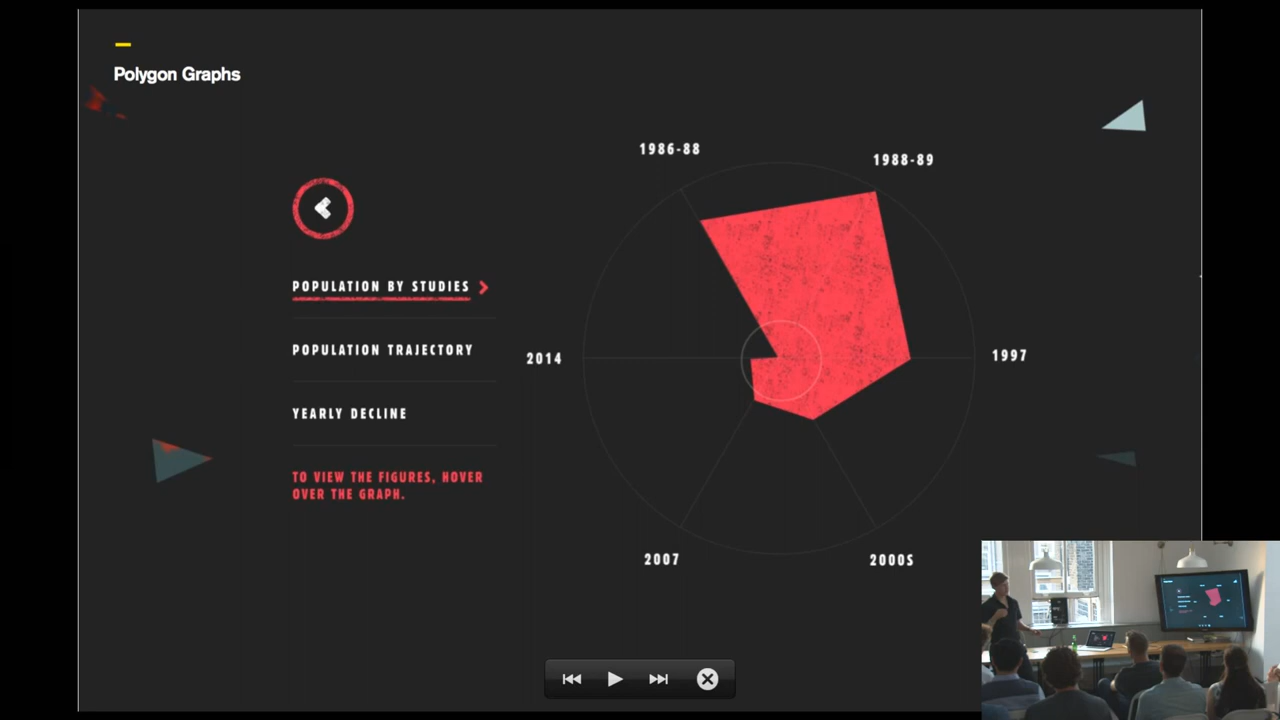 Polygon Graphs
1986-88
1988-89
POPULATION BY STUDIES
POPULATION TRAJECTORY
2014
1997
YEARLY DECLINE
TO VIEW THE FIGURES, HOVER
OVER THE GRAPH.
2007
2000S